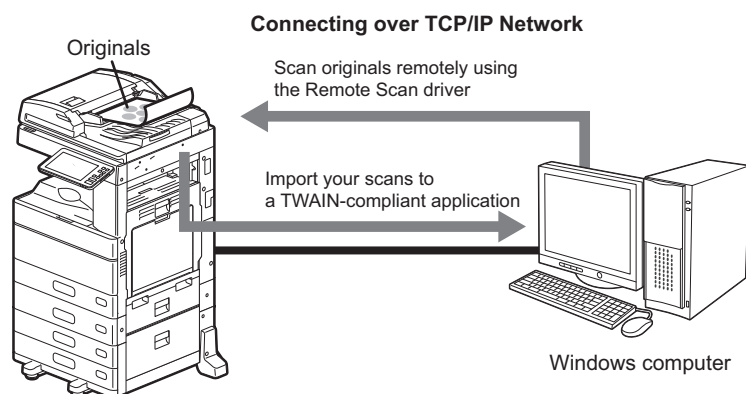 Connecting over TCP/IP Network
Originals
Scan originals remotely using
the Remote Scan driver
Import your scans to
a TWAIN-compliant application
Windows computer